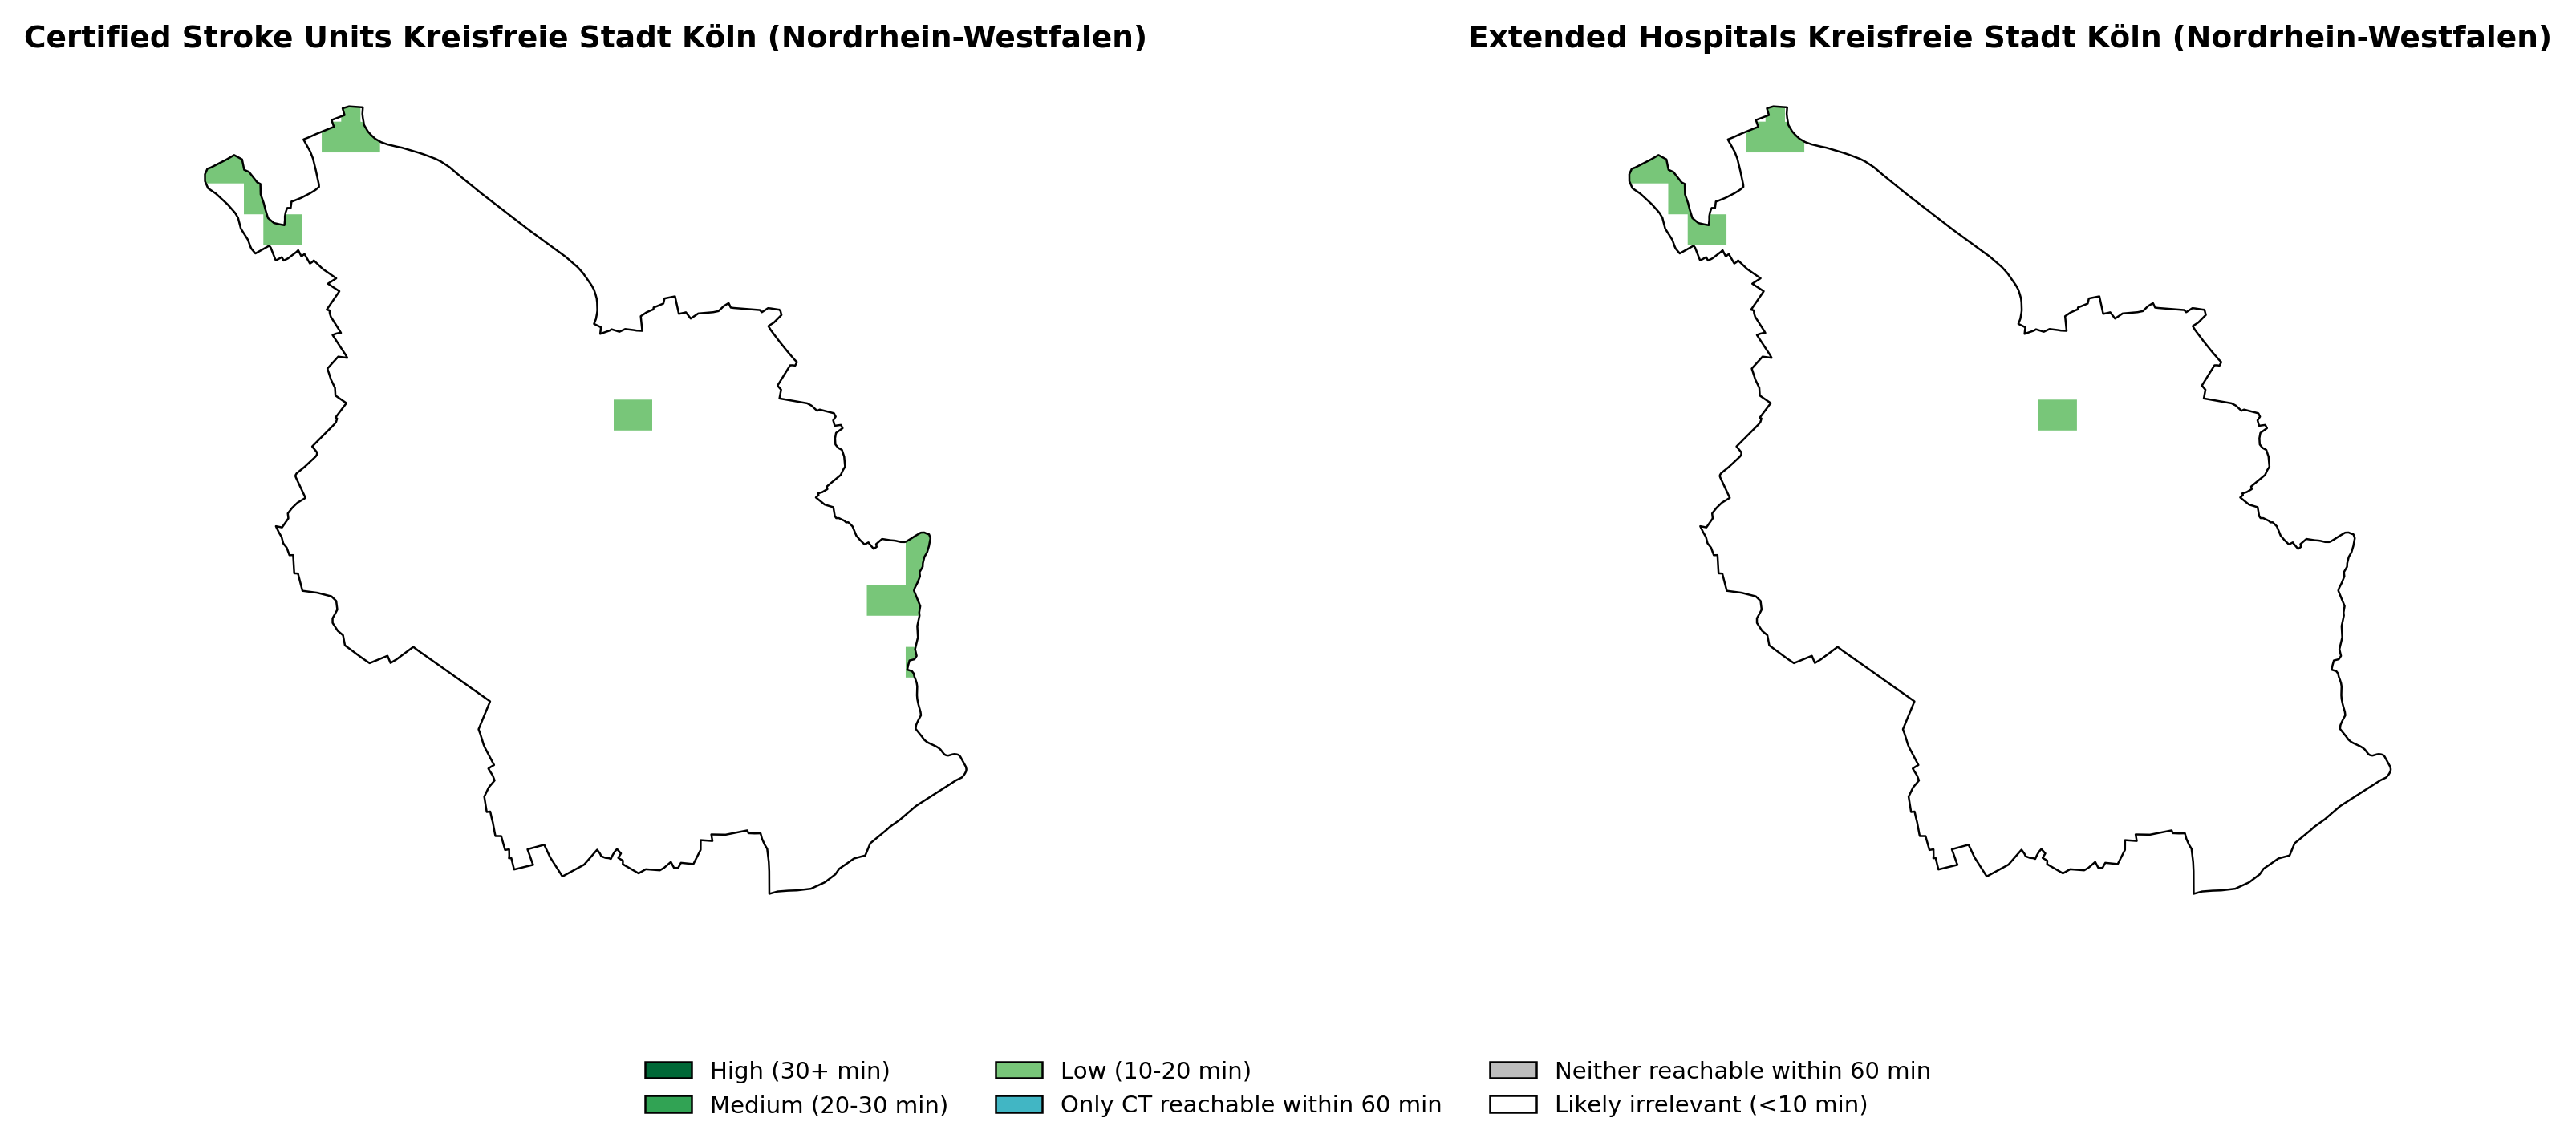 Certified Stroke Units Kreisfreie Stadt Köln (Nordrhein-Westfalen)
Extended Hospitals Kreisfreie Stadt Köln (Nordrhein-Westfalen)
High (30+ min)
Medium (20-30 min)
Low (10-20 min)
Only CT reachable within 60 min
Neither reachable within 60 min
Likely irrelevant (<10 min)